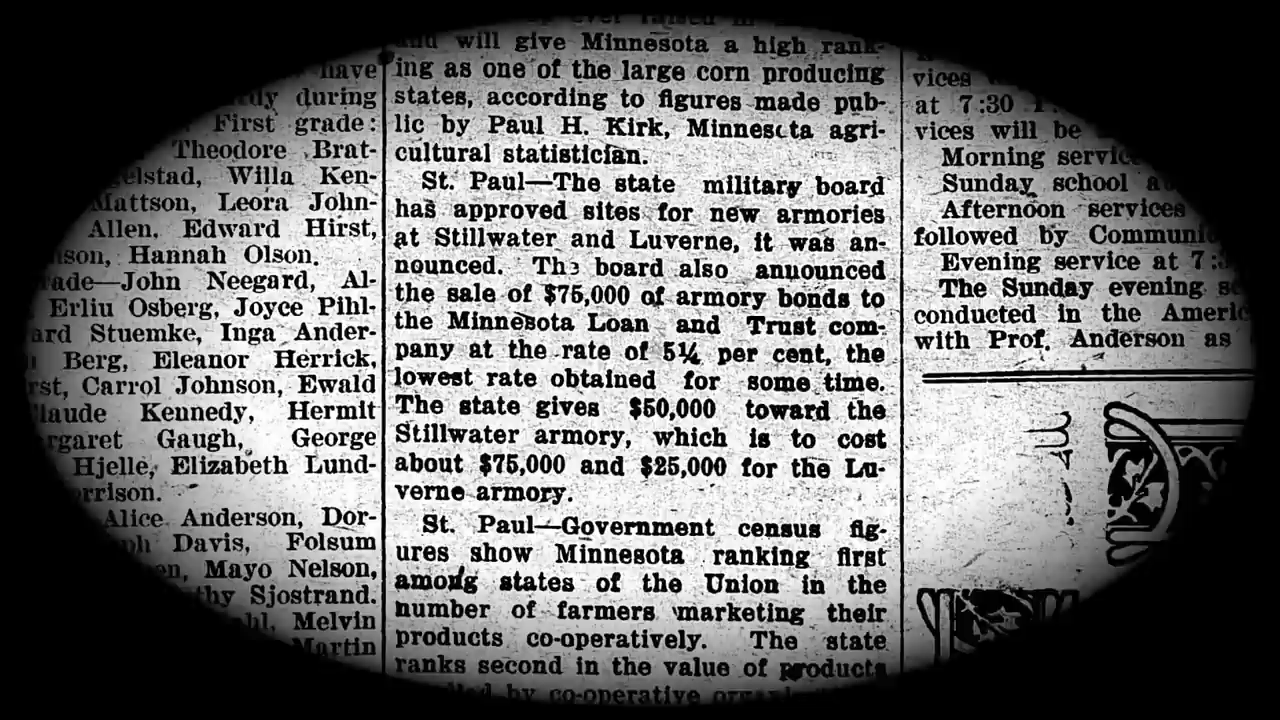 have
during
First grade:
Theodore Brat-
Willa Ken-
Mattson, Leora John-
Allen, Edward Hirst,
Hannah Olson.
John Neegard, Al-
Erliu Osberg, Joyce Pihl-
Stuemke, Inga Ander-
Berg, Eleanor Herrick,
Carrol Johnson, Ewald
Kennedy, Hermit
Gaugh, George
Hjelle, Elizabeth Lund-
Alice Anderson, Dor-
Davis, Folsum
Mayo Nelson,
Sjostrand.
Melvin
Martin
and will give Minnesota a high rank-
ing as one of the large corn producing
states, according to figures made pub-
lic by Paul H. Kirk, Minnesota agri-
cultural statistician.
St. Paul—The state military board
has approved sites for new armories
at Stillwater and Luverne, it was an-
nounced. The board also anuounced
the sale of $75,000 of armory bonds to
the Minnesota Loan and Trust com-
pany at the rate of 5¼ per cent, the
lowest rate obtained for some time.
The state gives $50,000 toward the
Stillwater armory, which is to cost
about $75,000 and $25,000 for the Lu-
verne armory.
St. Paul—Government census fig-
ures show Minnesota ranking first
among states of the Union in the
number of farmers marketing their
products co-operatively. The state
ranks second in the value of products
by co-operative
vices
at 7:30
vices will be
Morning service
Sunday school
Afternoon services
followed by
Evening service at
The Sunday evening
conducted in the
with Prof. Anderson as